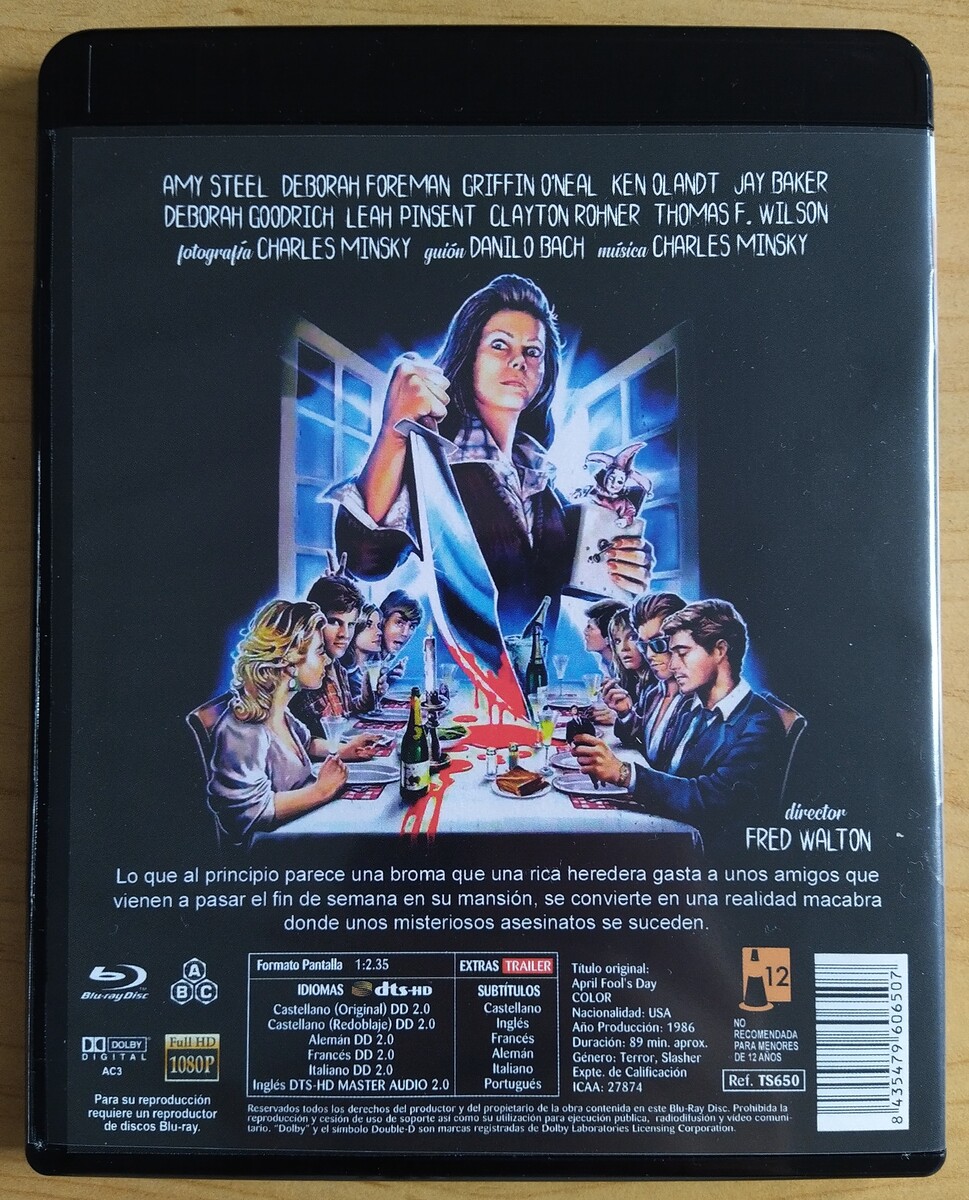 AMY STEEL DEBORAH FOREMAN GRIFFIN O'NEAL KEN OLANDT JAY BAKER
DEBORAH GOODRICH LEAH PINSENT CLAYTON ROHNER THOMAS F. WILSON
fotografía CHARLES MINSKY guión DANILO BACH música CHARLES MINSKY
director
FRED WALTON
Lo que al principio parece una broma que una rica heredera gasta a unos amigos que
vienen a pasar el fin de semana en su mansión, se convierte en una realidad macabra
donde unos misteriosos asesinatos se suceden.
Blu-ray Disc™
A
B C
DOLBY
DIGITAL
AC3
Full HD
1080P
Para su reproducción
requiere un reproductor
de discos Blu-ray.
Formato Pantalla 1:2.35
IDIOMAS dts-HD
Castellano (Original) DD 2.0
Castellano (Redoblaje) DD 2.0
Alemán DD 2.0
Francés DD 2.0
Italiano DD 2.0
Inglés DTS-HD MASTER AUDIO 2.0
EXTRAS TRAILER
SUBTÍTULOS
Castellano
Inglés
Francés
Alemán
Italiano
Portugués
Título original:
April Fool's Day
COLOR
Nacionalidad: USA
Año Producción: 1986
Duración: 89 min. aprox.
Género: Terror, Slasher
Expte. de Calificación
ICAA: 27874
12
NO
RECOMENDADA
PARA MENORES
DE 12 AÑOS
Ref. TS650
8 435479 606507
Reservados todos los derechos del productor y del propietario de la obra contenida en este Blu-Ray Disc. Prohibida la
reproducción y cesión de uso de soporte así como su utilización para ejecución pública, radiodifusión y video comuni-
tario. "Dolby" y el símbolo Double-D son marcas registradas de Dolby Laboratories Licensing Corporation.